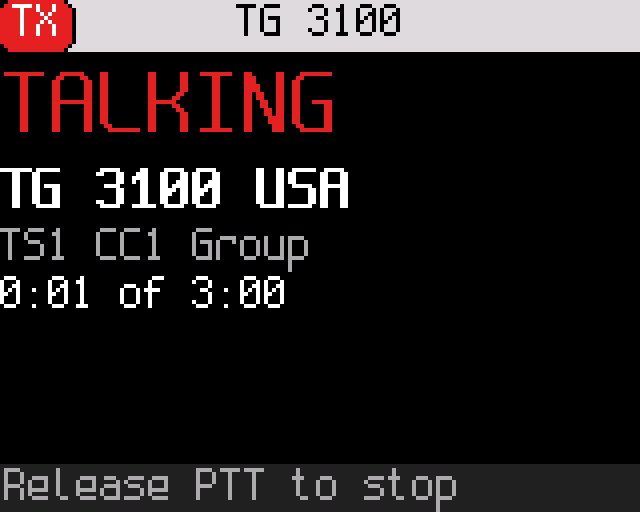 TX TG 3100
TALKING
TG 3100 USA
TS1 CC1 Group
0:01 of 3:00
Release PTT to stop